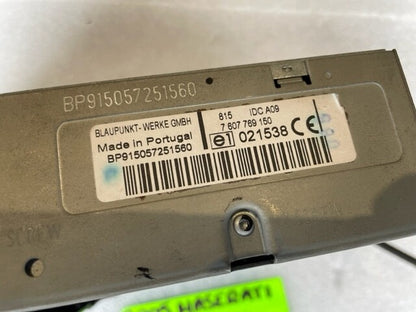 BP915057251560
BLAUPUNKT- WERKE GMBH
Made in Portugal
BP915057251560
815 IDC A09
7 607 769 150
e1 021538 CE
SCREW
MASERATI